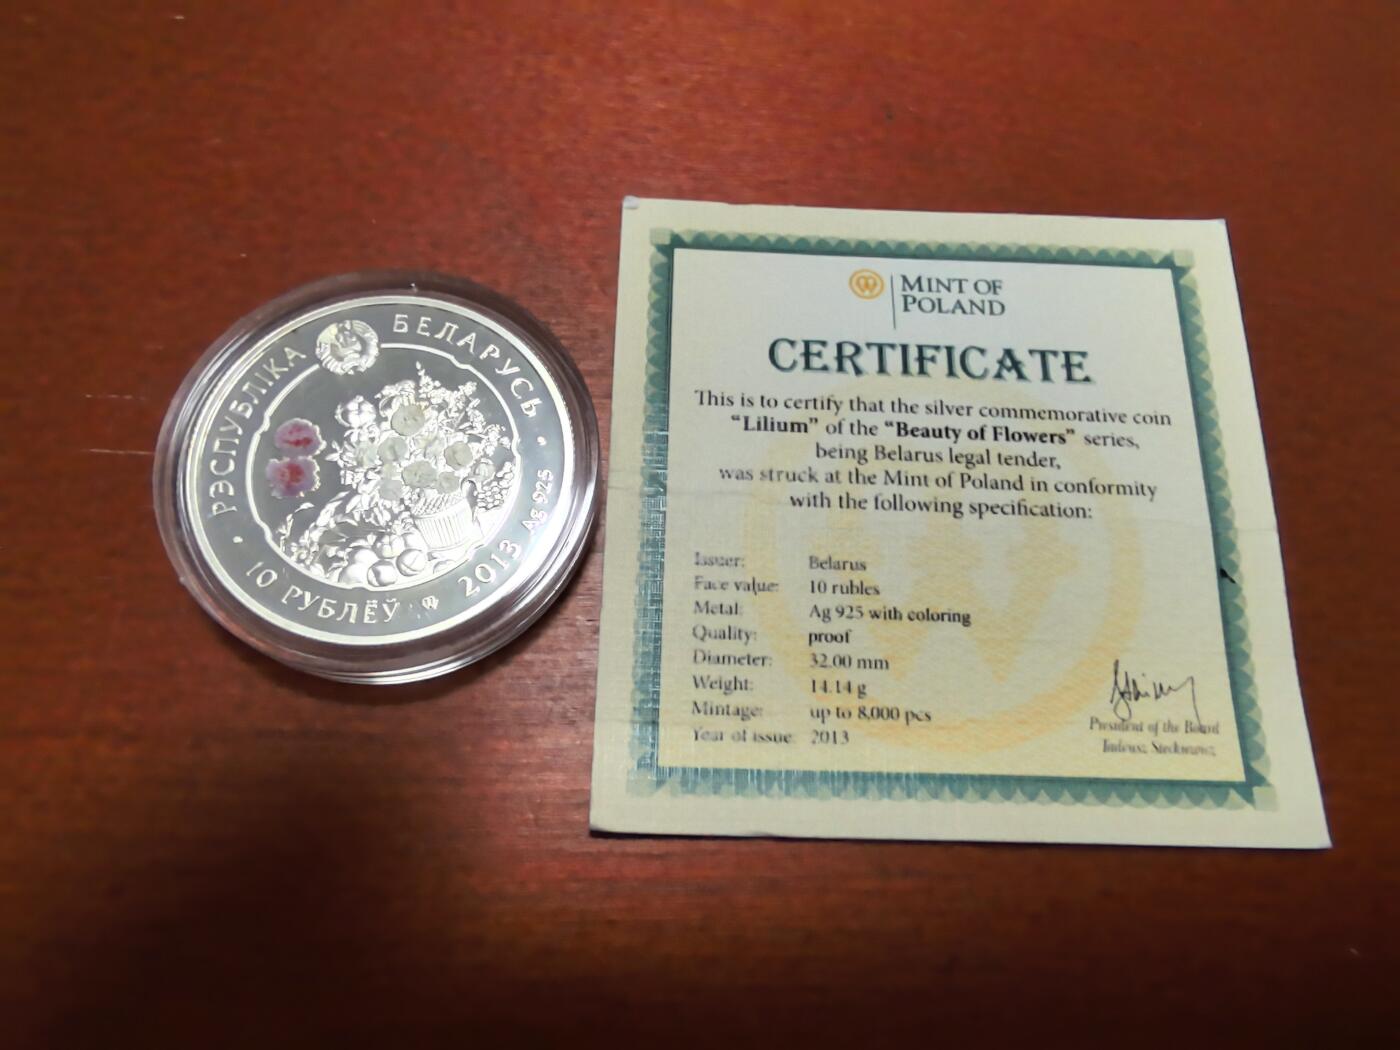 РЭСПУБЛІКА БЕЛАРУСЬ
10 РУБЛЁЎ 2013 Ag 925
MINT OF
POLAND
CERTIFICATE
This is to certify that the silver commemorative coin
“Lilium” of the “Beauty of Flowers” series,
being Belarus legal tender,
was struck at the Mint of Poland in conformity
with the following specification:
Issuer: Belarus
Face value: 10 rubles
Metal: Ag 925 with coloring
Quality: proof
Diameter: 32.00 mm
Weight: 14.14 g
Mintage: up to 8,000 pcs
Year of issue: 2013
President of the Board
Tadeusz Steckiewicz